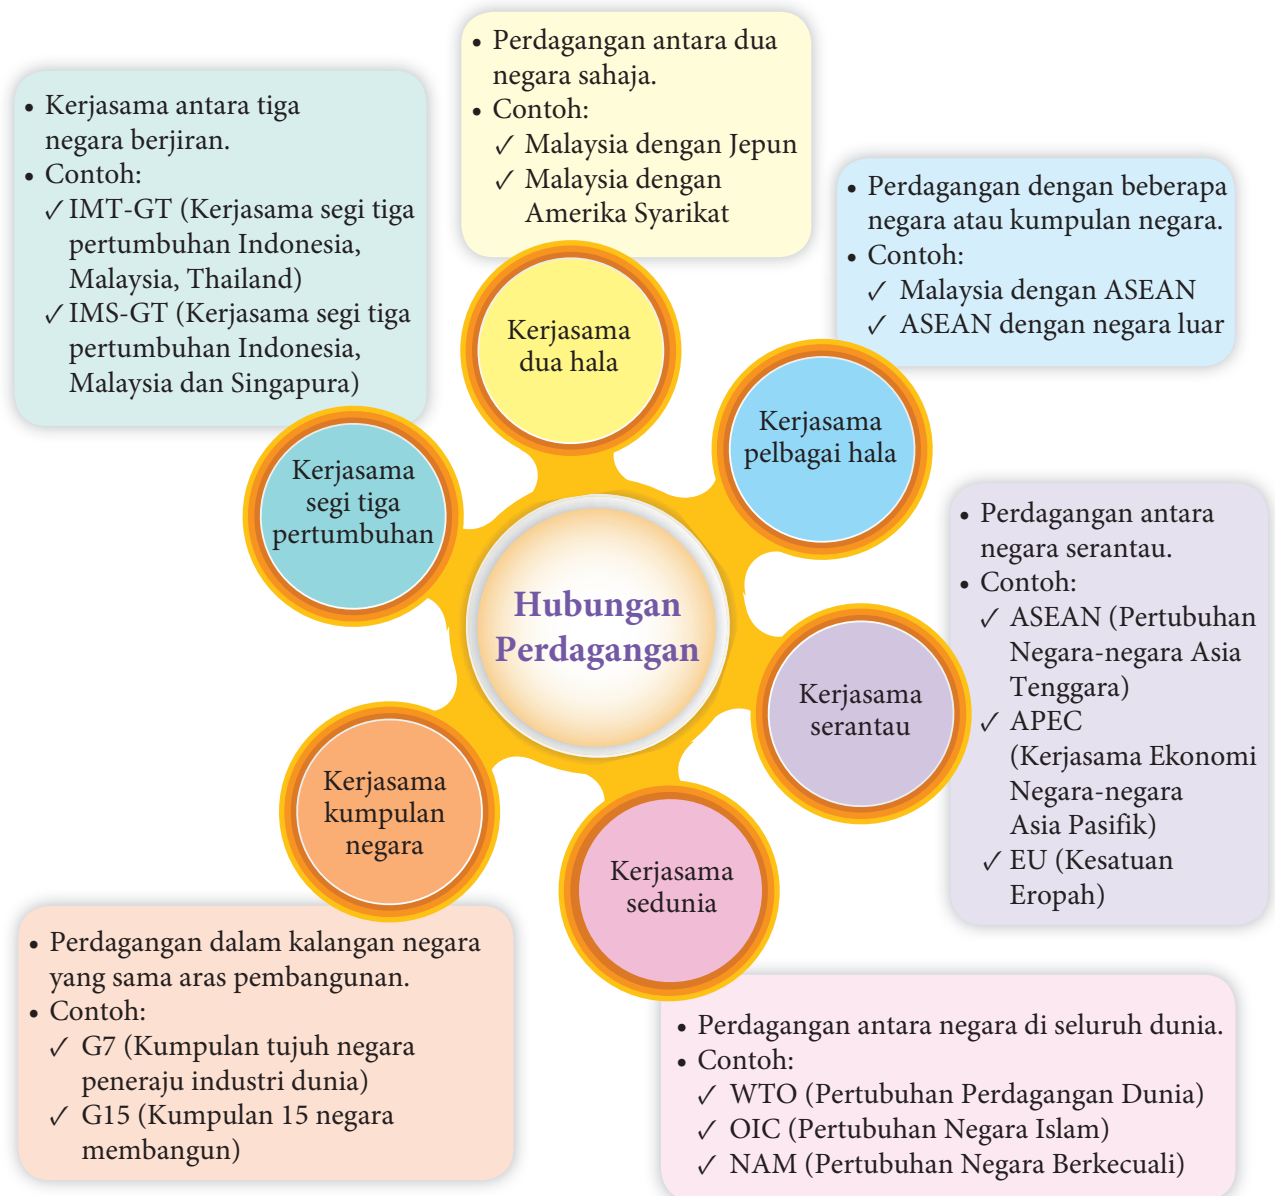 Hubungan
Perdagangan
Kerjasama
dua hala
• Perdagangan antara dua
negara sahaja.
• Contoh:
✓ Malaysia dengan Jepun
✓ Malaysia dengan
Amerika Syarikat
Kerjasama
pelbagai hala
• Perdagangan dengan beberapa
negara atau kumpulan negara.
• Contoh:
✓ Malaysia dengan ASEAN
✓ ASEAN dengan negara luar
Kerjasama
serantau
• Perdagangan antara
negara serantau.
• Contoh:
✓ ASEAN (Pertubuhan
Negara-negara Asia
Tenggara)
✓ APEC
(Kerjasama Ekonomi
Negara-negara
Asia Pasifik)
✓ EU (Kesatuan
Eropah)
Kerjasama
sedunia
• Perdagangan antara negara di seluruh dunia.
• Contoh:
✓ WTO (Pertubuhan Perdagangan Dunia)
✓ OIC (Pertubuhan Negara Islam)
✓ NAM (Pertubuhan Negara Berkecuali)
Kerjasama
kumpulan
negara
• Perdagangan dalam kalangan negara
yang sama aras pembangunan.
• Contoh:
✓ G7 (Kumpulan tujuh negara
peneraju industri dunia)
✓ G15 (Kumpulan 15 negara
membangun)
Kerjasama
segi tiga
pertumbuhan
• Kerjasama antara tiga
negara berjiran.
• Contoh:
✓ IMT-GT (Kerjasama segi tiga
pertumbuhan Indonesia,
Malaysia, Thailand)
✓ IMS-GT (Kerjasama segi tiga
pertumbuhan Indonesia,
Malaysia dan Singapura)